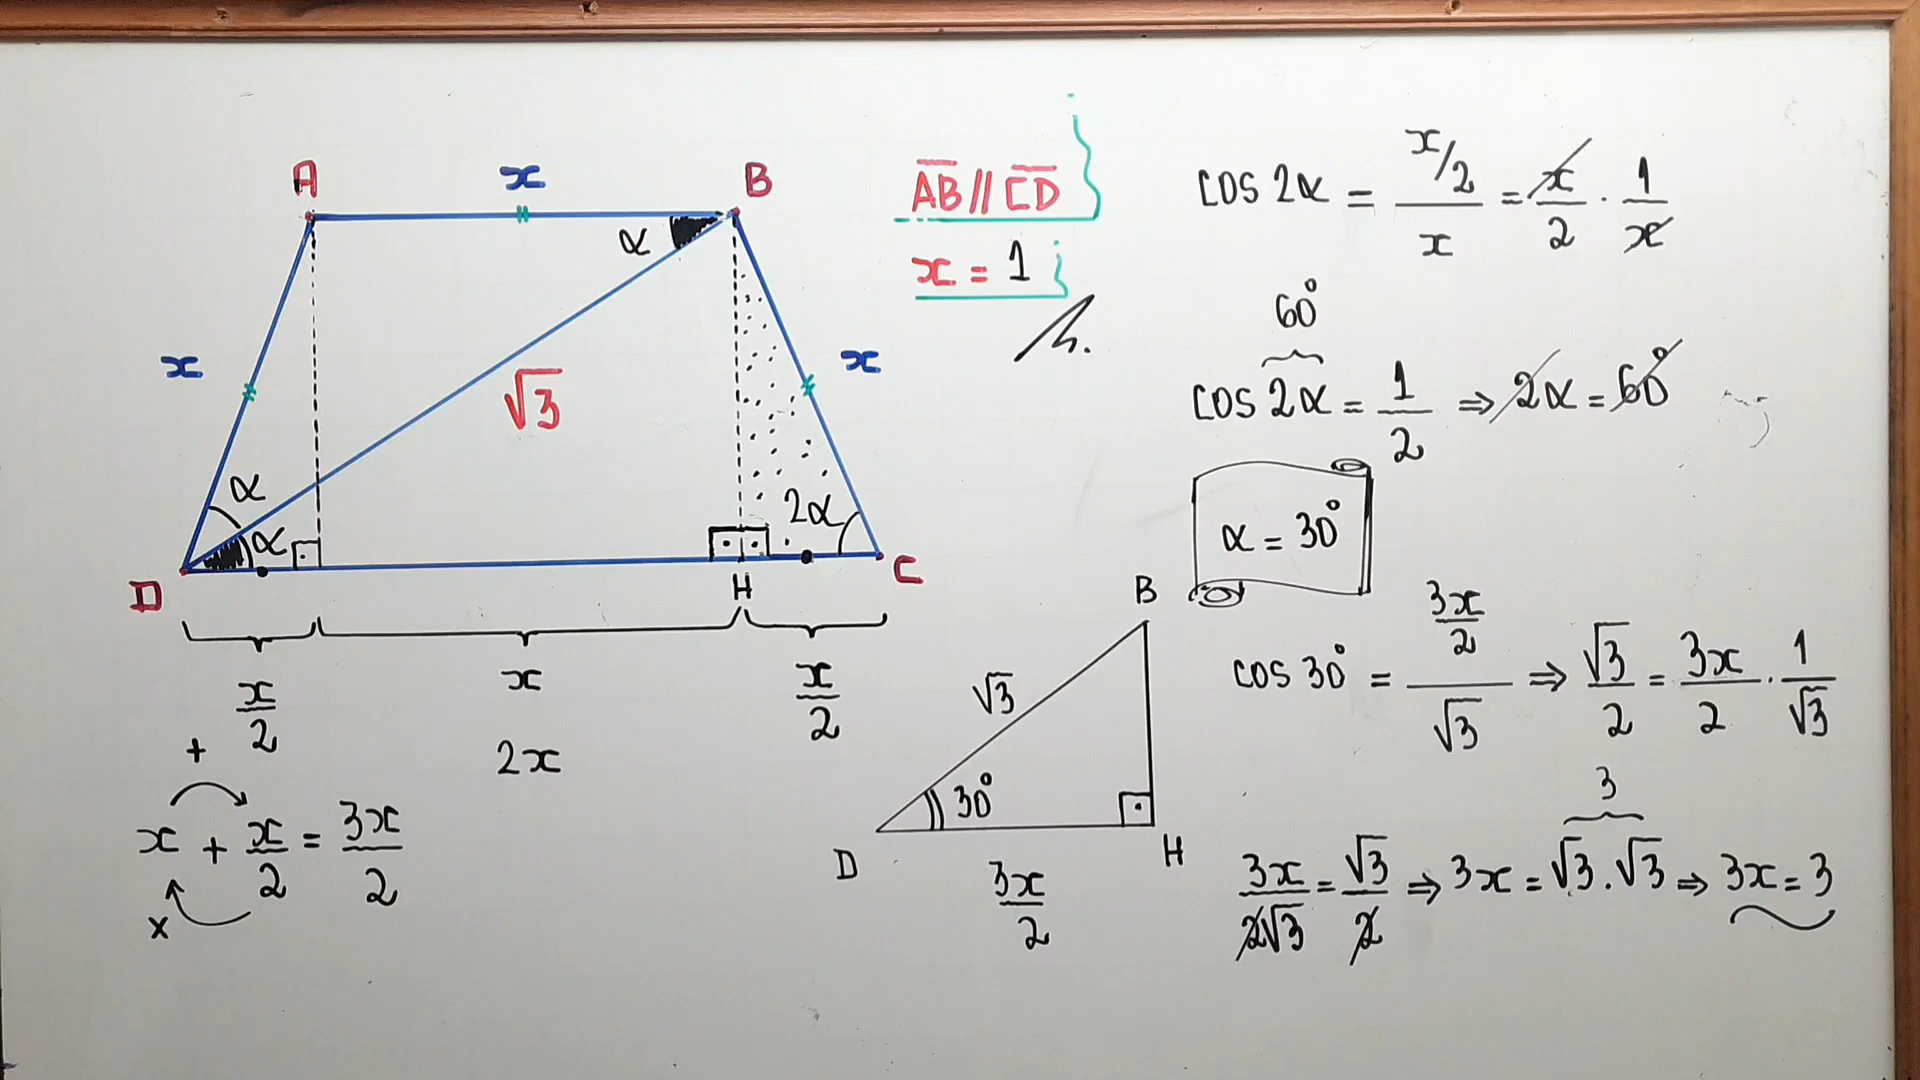 A x B
x
α
√3
x
α
α
2α
D H C
x/2 x x/2
2x
+
x + x/2 = 3x/2
x
AB // CD
x = 1
B
√3
30°
D H
3x/2
cos 2α = (x/2)/x = x/2 · 1/x
60°
cos 2α = 1/2 ⇒ 2α = 60°
α = 30°
cos 30° = (3x/2)/√3 ⇒ √3/2 = 3x/2 · 1/√3
3
3x/2√3 = √3/2 ⇒ 3x = √3 . √3 ⇒ 3x = 3